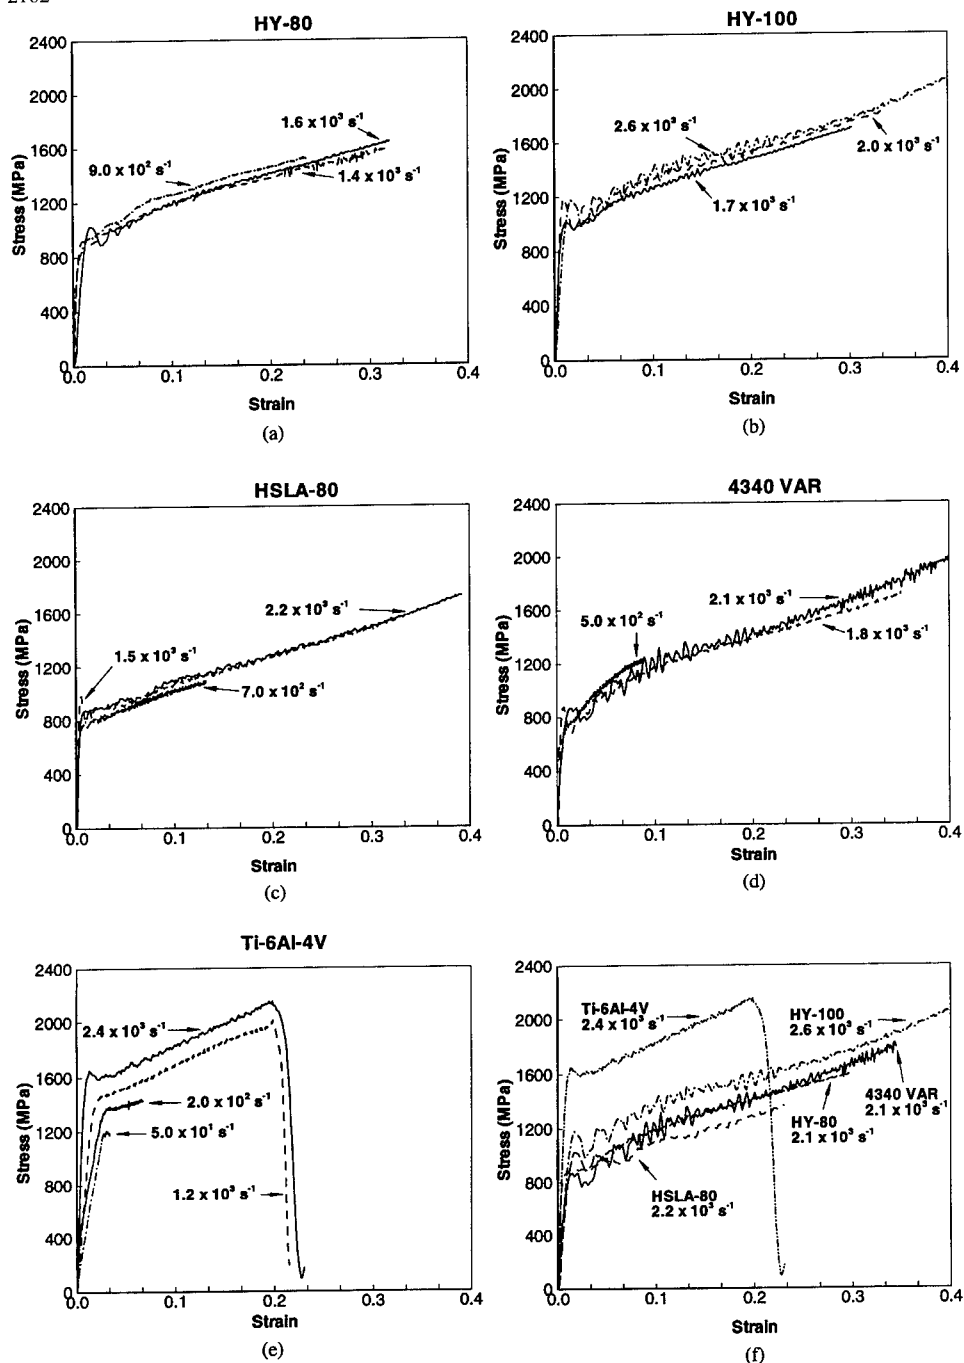 HY-80
2400
2000
1600
1200
800
400
0
Stress (MPa)
1.6 x 10³ s⁻¹
9.0 x 10² s⁻¹
1.4 x 10³ s⁻¹
0.0 0.1 0.2 0.3 0.4
Strain
(a)
HY-100
2400
2000
1600
1200
800
400
0
Stress (MPa)
2.6 x 10³ s⁻¹
2.0 x 10³ s⁻¹
1.7 x 10³ s⁻¹
0.0 0.1 0.2 0.3 0.4
Strain
(b)
HSLA-80
2400
2000
1600
1200
800
400
0
Stress (MPa)
2.2 x 10³ s⁻¹
1.5 x 10³ s⁻¹
7.0 x 10² s⁻¹
0.0 0.1 0.2 0.3 0.4
Strain
(c)
4340 VAR
2400
2000
1600
1200
800
400
0
Stress (MPa)
2.1 x 10³ s⁻¹
5.0 x 10² s⁻¹
1.8 x 10³ s⁻¹
0.0 0.1 0.2 0.3 0.4
Strain
(d)
Ti-6Al-4V
2400
2000
1600
1200
800
400
0
Stress (MPa)
2.4 x 10³ s⁻¹
2.0 x 10² s⁻¹
5.0 x 10¹ s⁻¹
1.2 x 10³ s⁻¹
0.0 0.1 0.2 0.3 0.4
Strain
(e)
2400
2000
1600
1200
800
400
0
Stress (MPa)
Ti-6Al-4V
2.4 x 10³ s⁻¹
HY-100
2.6 x 10³ s⁻¹
4340 VAR
2.1 x 10³ s⁻¹
HY-80
2.1 x 10³ s⁻¹
HSLA-80
2.2 x 10³ s⁻¹
0.0 0.1 0.2 0.3 0.4
Strain
(f)